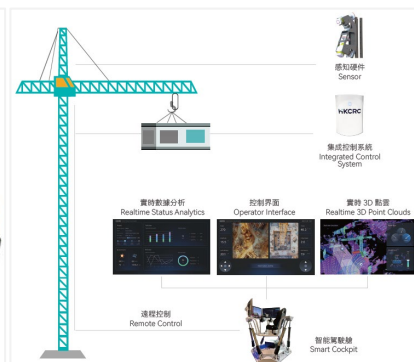 感知硬件
Sensor
HKCRC
集成控制系統
Integrated Control
System
實時數據分析
Realtime Status Analytics
控制界面
Operator Interface
實時 3D 點雲
Realtime 3D Point Clouds
遠程控制
Remote Control
智能駕駛艙
Smart Cockpit